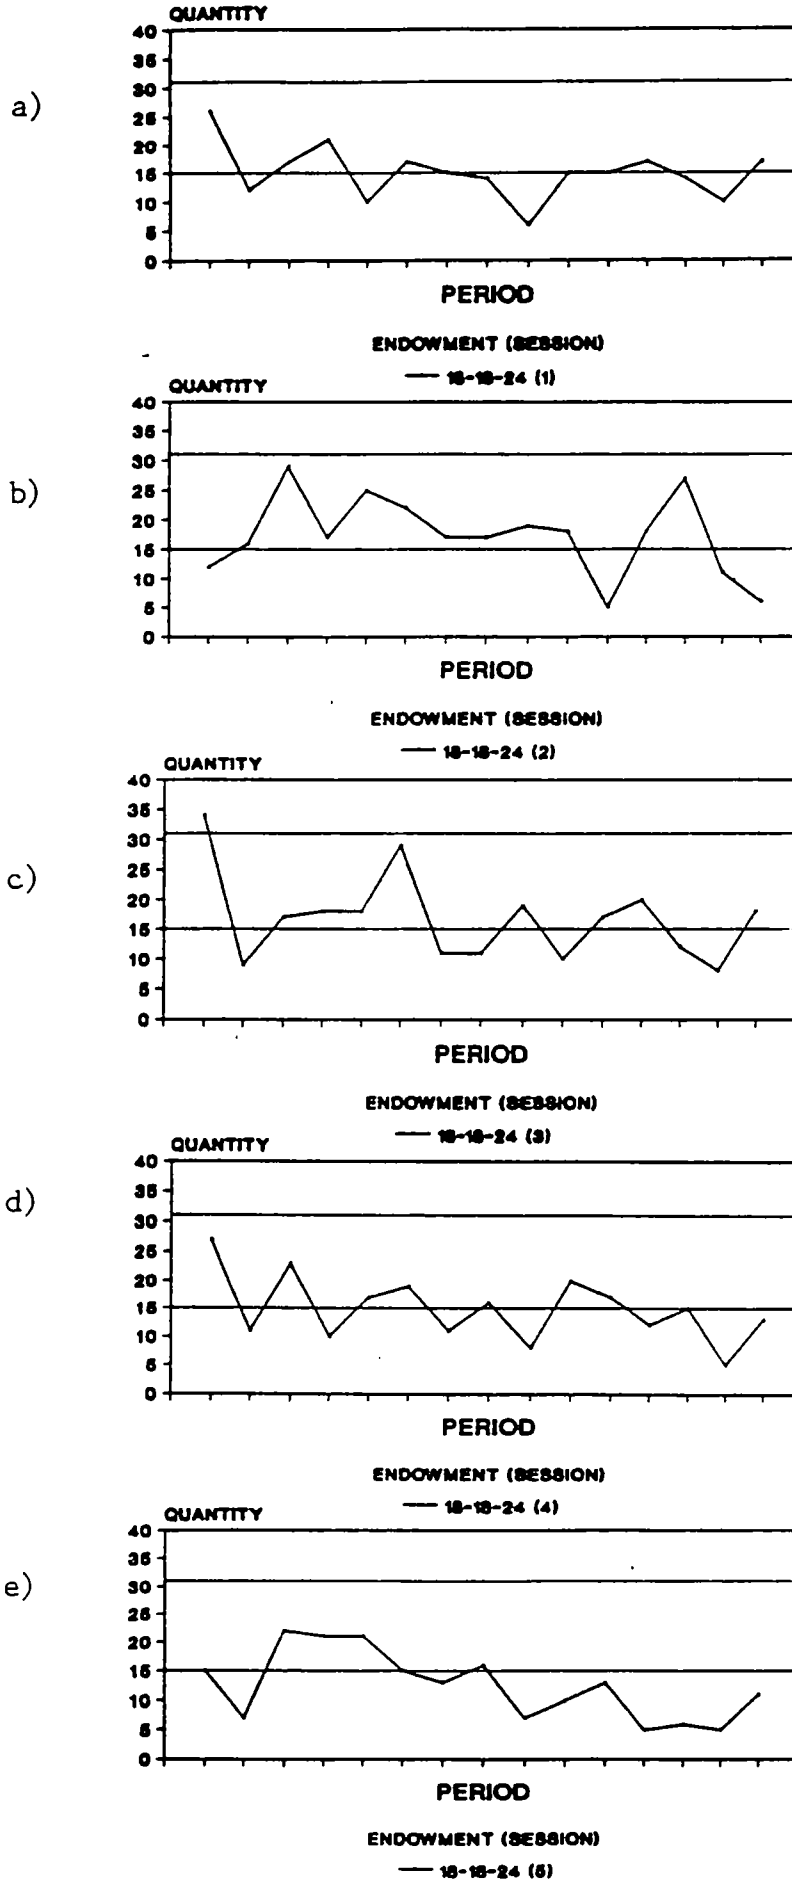 QUANTITY
40
35
30
a)
25
20
15
10
5
0
PERIOD
ENDOWMENT (SESSION)
18-18-24 (1)
QUANTITY
40
35
30
b)
25
20
15
10
5
0
PERIOD
ENDOWMENT (SESSION)
18-18-24 (2)
QUANTITY
40
35
30
c)
25
20
15
10
5
0
PERIOD
ENDOWMENT (SESSION)
18-18-24 (3)
QUANTITY
40
35
d)
30
25
20
15
10
5
0
PERIOD
ENDOWMENT (SESSION)
18-18-24 (4)
QUANTITY
40
35
30
e)
25
20
15
10
5
0
PERIOD
ENDOWMENT (SESSION)
18-18-24 (5)